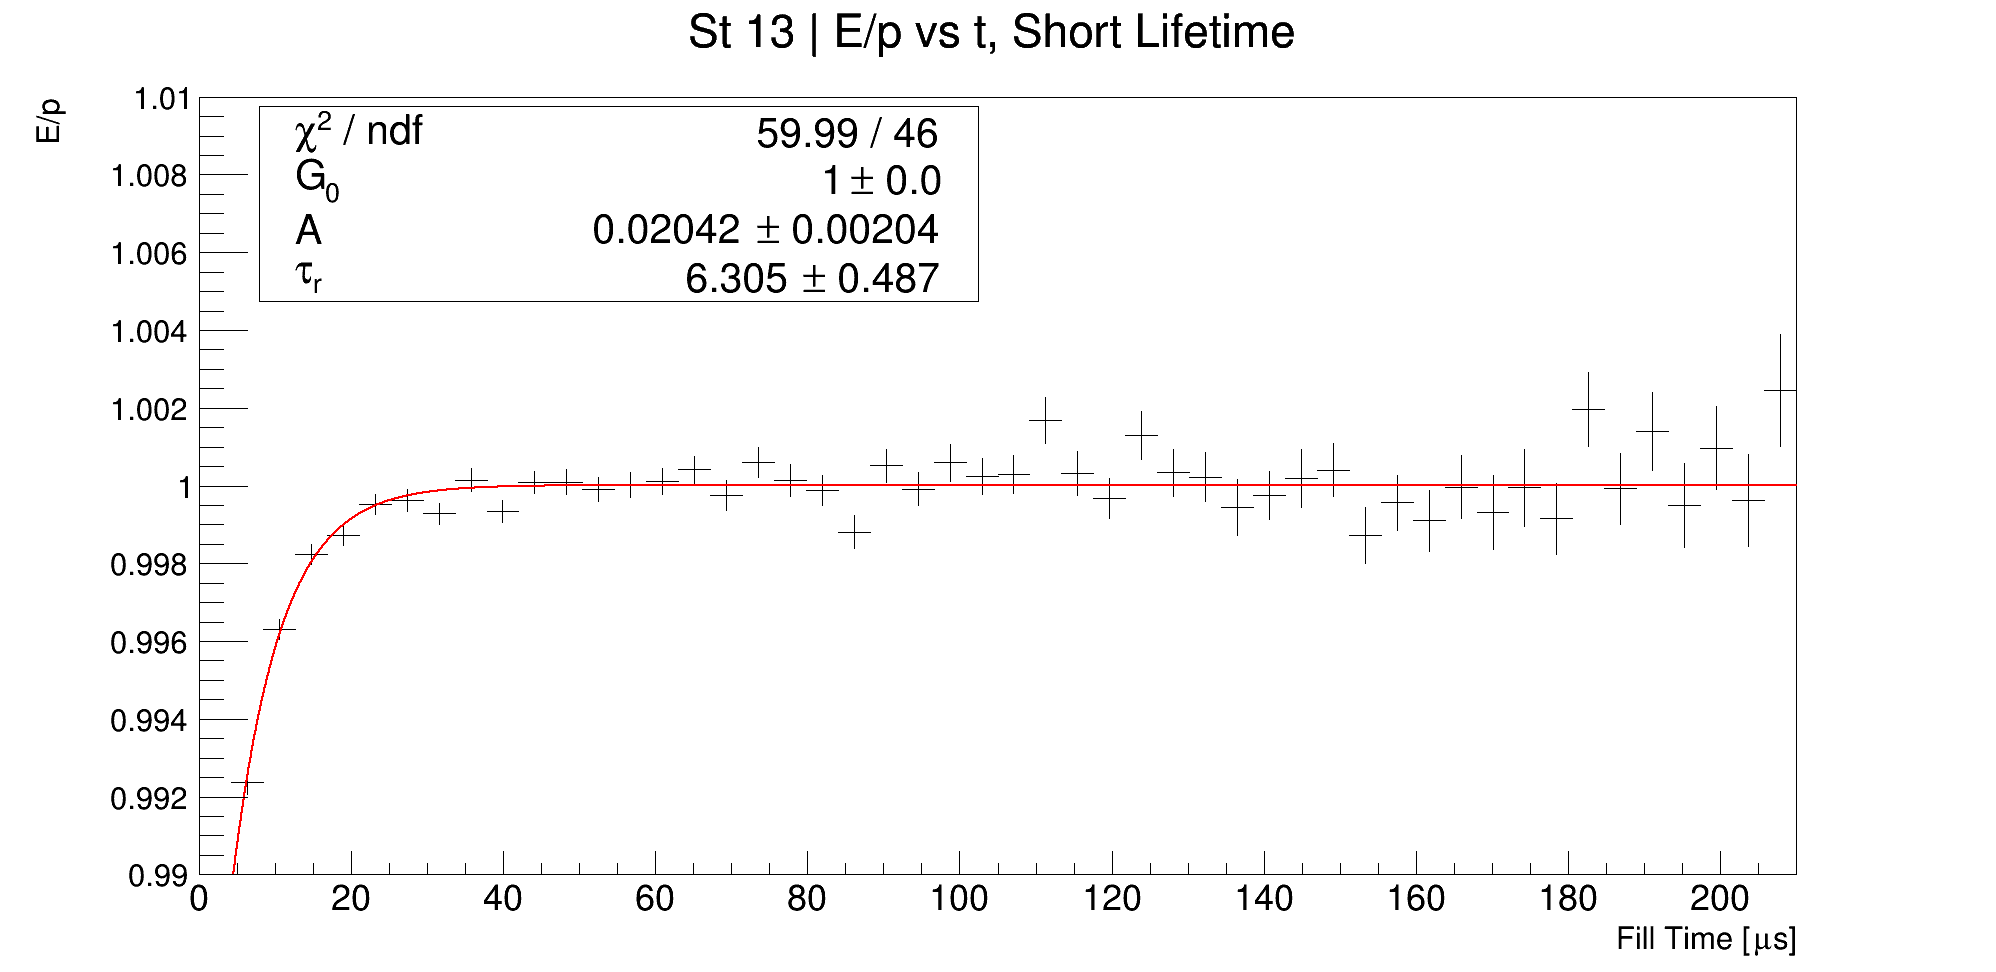 St 13 | E/p vs t, Short Lifetime
E/p
1.01
1.008
1.006
1.004
1.002
1
0.998
0.996
0.994
0.992
0.99
χ² / ndf 59.99 / 46
G₀ 1 ± 0.0
A 0.02042 ± 0.00204
τᵣ 6.305 ± 0.487
0 20 40 60 80 100 120 140 160 180 200
Fill Time [μs]